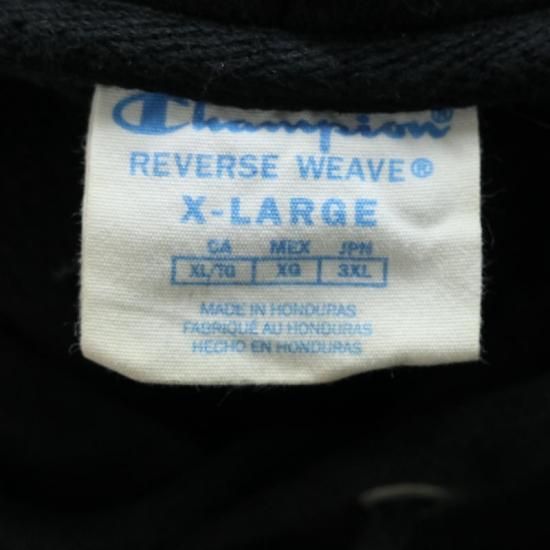 Champion®
REVERSE WEAVE®
X-LARGE
CA MEX JPN
XL/TG XG 3XL
MADE IN HONDURAS
FABRIQUÉ AU HONDURAS
HECHO EN HONDURAS